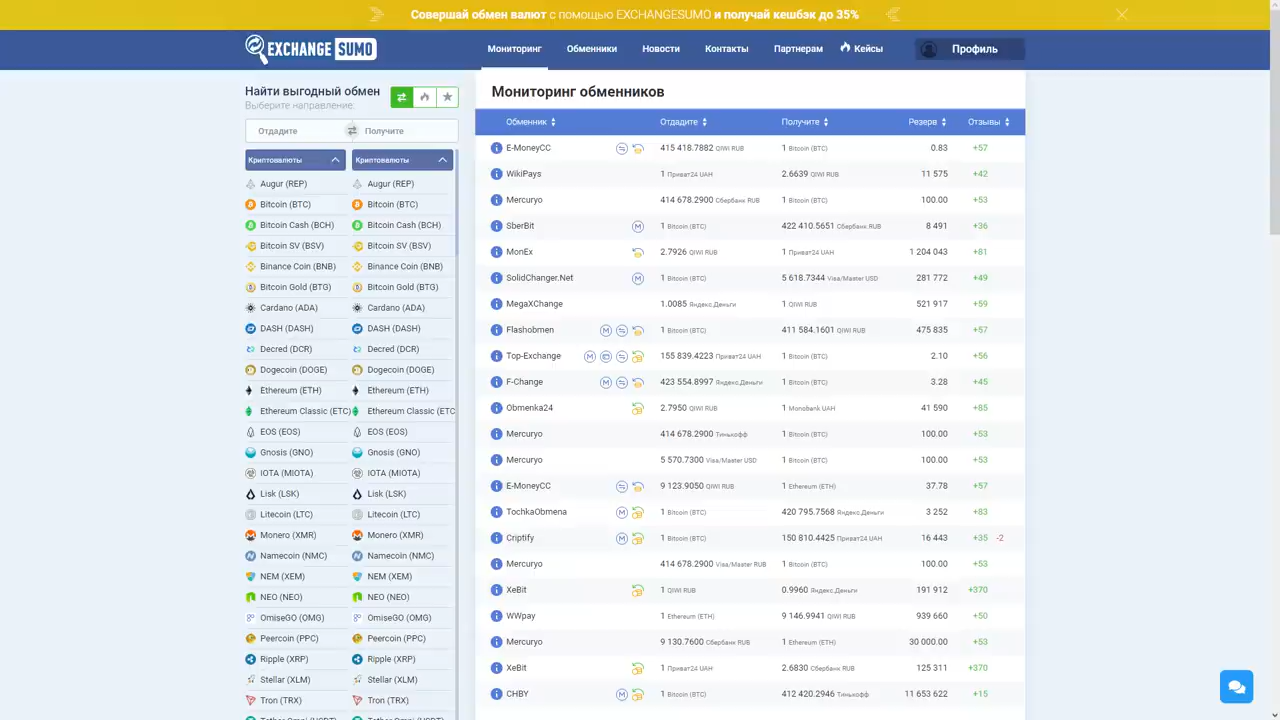 Совершай обмен валют с помощью EXCHANGESUMO и получай кешбэк до 35%
EXCHANGE SUMO
Мониторинг Обменники Новости Контакты Партнерам Кейсы Профиль
Найти выгодный обмен
Выберите направление:
Отдадите Получите
Криптовалюты Криптовалюты
Augur (REP) Augur (REP)
Bitcoin (BTC) Bitcoin (BTC)
Bitcoin Cash (BCH) Bitcoin Cash (BCH)
Bitcoin SV (BSV) Bitcoin SV (BSV)
Binance Coin (BNB) Binance Coin (BNB)
Bitcoin Gold (BTG) Bitcoin Gold (BTG)
Cardano (ADA) Cardano (ADA)
DASH (DASH) DASH (DASH)
Decred (DCR) Decred (DCR)
Dogecoin (DOGE) Dogecoin (DOGE)
Ethereum (ETH) Ethereum (ETH)
Ethereum Classic (ETC) Ethereum Classic (ETC
EOS (EOS) EOS (EOS)
Gnosis (GNO) Gnosis (GNO)
IOTA (MIOTA) IOTA (MIOTA)
Lisk (LSK) Lisk (LSK)
Litecoin (LTC) Litecoin (LTC)
Monero (XMR) Monero (XMR)
Namecoin (NMC) Namecoin (NMC)
NEM (XEM) NEM (XEM)
NEO (NEO) NEO (NEO)
OmiseGO (OMG) OmiseGO (OMG)
Peercoin (PPC) Peercoin (PPC)
Ripple (XRP) Ripple (XRP)
Stellar (XLM) Stellar (XLM)
Tron (TRX) Tron (TRX)
Мониторинг обменников
Обменник Отдадите Получите Резерв Отзывы
E-MoneyCC 415 418.7882 QIWI RUB 1 Bitcoin (BTC) 0.83 +57
WikiPays 1 Приват24 UAH 2.6639 QIWI RUB 11 575 +42
Mercuryo 414 678.2900 Сбербанк RUB 1 Bitcoin (BTC) 100.00 +53
SberBit M 1 Bitcoin (BTC) 422 410.5651 Сбербанк RUB 8 491 +36
MonEx 2.7926 QIWI RUB 1 Приват24 UAH 1 204 043 +81
SolidChanger.Net M 1 Bitcoin (BTC) 5 618.7344 Visa/Master USD 281 772 +49
MegaXChange 1.0085 Яндекс.Деньги 1 QIWI RUB 521 917 +59
Flashobmen M 1 Bitcoin (BTC) 411 584.1601 QIWI RUB 475 835 +57
Top-Exchange M 155 839.4223 Приват24 UAH 1 Bitcoin (BTC) 2.10 +56
F-Change M 423 554.8997 Яндекс.Деньги 1 Bitcoin (BTC) 3.28 +45
Obmenka24 2.7950 QIWI RUB 1 Monobank UAH 41 590 +85
Mercuryo 414 678.2900 Тинькофф 1 Bitcoin (BTC) 100.00 +53
Mercuryo 5 570.7300 Visa/Master USD 1 Bitcoin (BTC) 100.00 +53
E-MoneyCC 9 123.9050 QIWI RUB 1 Ethereum (ETH) 37.78 +57
TochkaObmena M 1 Bitcoin (BTC) 420 795.7568 Яндекс.Деньги 3 252 +83
Criptify M 1 Bitcoin (BTC) 150 810.4425 Приват24 UAH 16 443 +35 -2
Mercuryo 414 678.2900 Visa/Master RUB 1 Bitcoin (BTC) 100.00 +53
XeBit 1 QIWI RUB 0.9960 Яндекс.Деньги 191 912 +370
WWpay 1 Ethereum (ETH) 9 146.9941 QIWI RUB 939 660 +50
Mercuryo 9 130.7600 Сбербанк RUB 1 Ethereum (ETH) 30 000.00 +53
XeBit 1 Приват24 UAH 2.6830 Сбербанк RUB 125 311 +370
CHBY M 1 Bitcoin (BTC) 412 420.2946 Тинькофф 11 653 622 +15